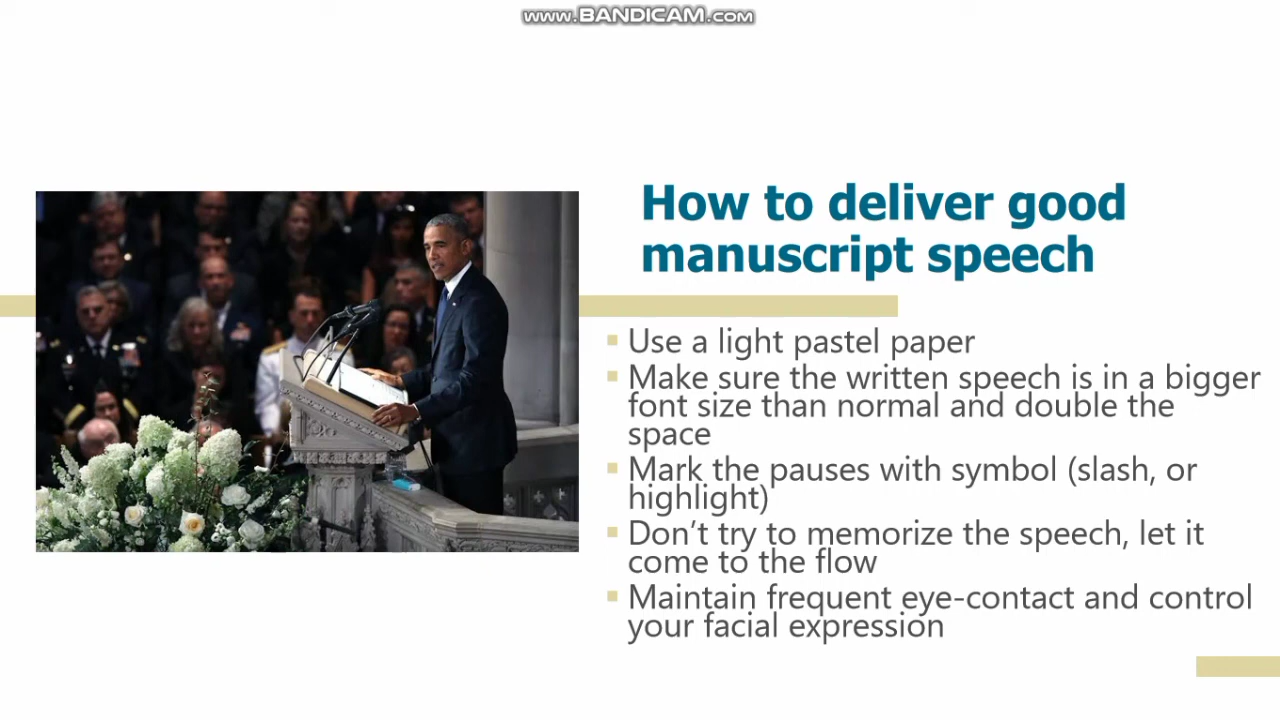 www.BANDICAM.com
How to deliver good
manuscript speech
Use a light pastel paper
Make sure the written speech is in a bigger
font size than normal and double the
space
Mark the pauses with symbol (slash, or
highlight)
Don’t try to memorize the speech, let it
come to the flow
Maintain frequent eye-contact and control
your facial expression